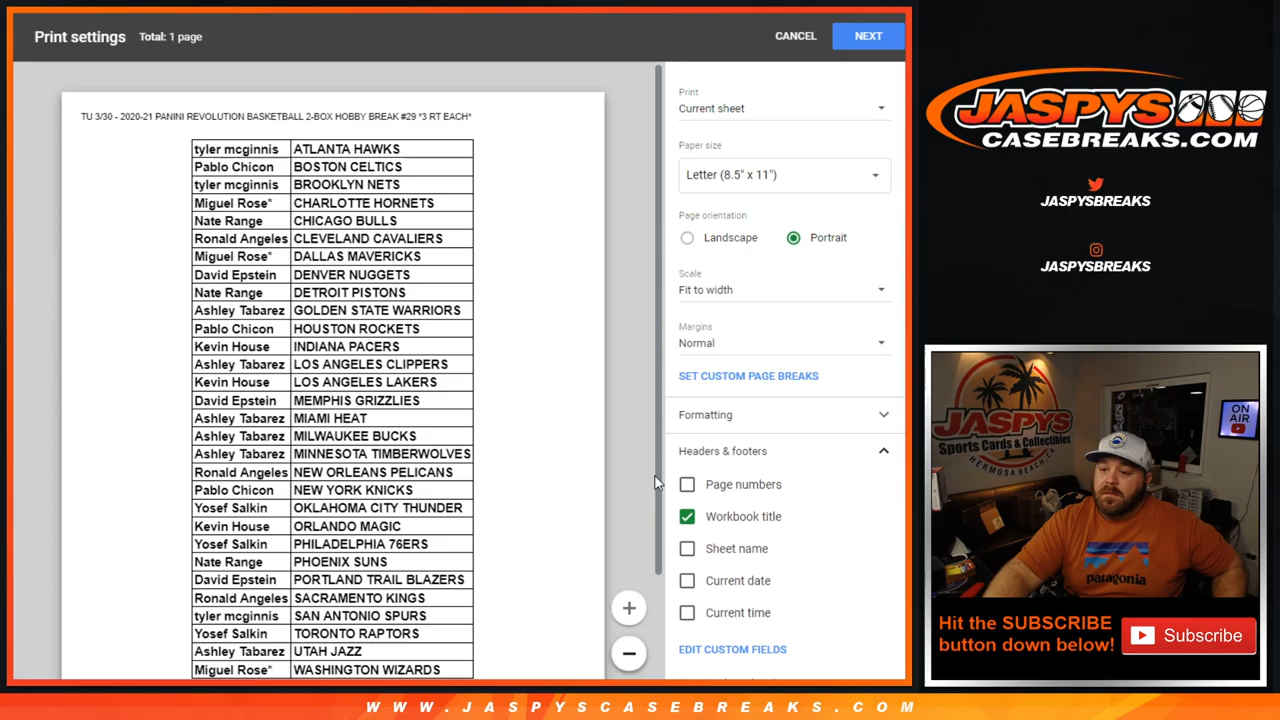 Print settings Total: 1 page CANCEL NEXT
TU 3/30 - 2020-21 PANINI REVOLUTION BASKETBALL 2-BOX HOBBY BREAK #29 *3 RT EACH*
tyler mcginnis ATLANTA HAWKS
Pablo Chicon BOSTON CELTICS
tyler mcginnis BROOKLYN NETS
Miguel Rose* CHARLOTTE HORNETS
Nate Range CHICAGO BULLS
Ronald Angeles CLEVELAND CAVALIERS
Miguel Rose* DALLAS MAVERICKS
David Epstein DENVER NUGGETS
Nate Range DETROIT PISTONS
Ashley Tabarez GOLDEN STATE WARRIORS
Pablo Chicon HOUSTON ROCKETS
Kevin House INDIANA PACERS
Ashley Tabarez LOS ANGELES CLIPPERS
Kevin House LOS ANGELES LAKERS
David Epstein MEMPHIS GRIZZLIES
Ashley Tabarez MIAMI HEAT
Ashley Tabarez MILWAUKEE BUCKS
Ashley Tabarez MINNESOTA TIMBERWOLVES
Ronald Angeles NEW ORLEANS PELICANS
Pablo Chicon NEW YORK KNICKS
Yosef Salkin OKLAHOMA CITY THUNDER
Kevin House ORLANDO MAGIC
Yosef Salkin PHILADELPHIA 76ERS
Nate Range PHOENIX SUNS
David Epstein PORTLAND TRAIL BLAZERS
Ronald Angeles SACRAMENTO KINGS
tyler mcginnis SAN ANTONIO SPURS
Yosef Salkin TORONTO RAPTORS
Ashley Tabarez UTAH JAZZ
Miguel Rose* WASHINGTON WIZARDS
Print
Current sheet
Paper size
Letter (8.5" x 11")
Page orientation
Landscape Portrait
Scale
Fit to width
Margins
Normal
SET CUSTOM PAGE BREAKS
Formatting
Headers & footers
Page numbers
Workbook title
Sheet name
Current date
Current time
EDIT CUSTOM FIELDS
JASPYS
CASEBREAKS.COM
JASPYSBREAKS
JASPYSBREAKS
JASPYS
Sports Cards & Collectibles
HERMOSA BEACH, CA
ON
AIR
patagonia
Hit the SUBSCRIBE
button down below!
Subscribe
WWW.JASPYSCASEBREAKS.COM